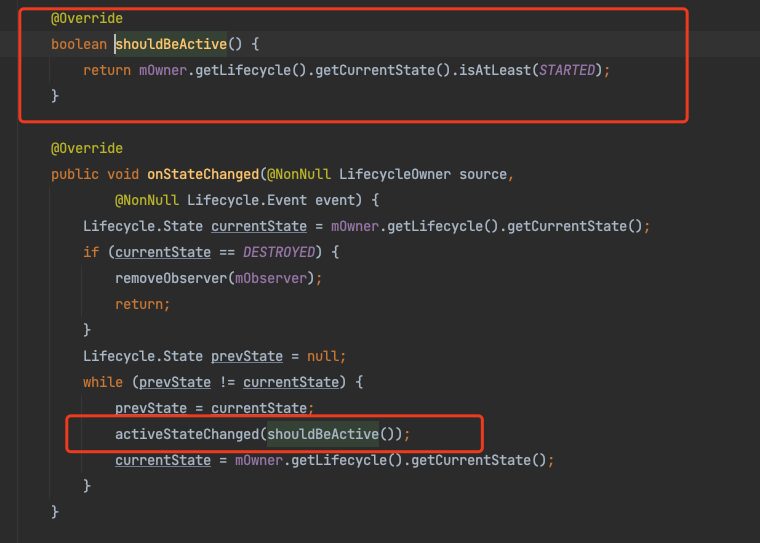 @Override
boolean shouldBeActive() {
return mOwner.getLifecycle().getCurrentState().isAtLeast(STARTED);
}
@Override
public void onStateChanged(@NonNull LifecycleOwner source,
@NonNull Lifecycle.Event event) {
Lifecycle.State currentState = mOwner.getLifecycle().getCurrentState();
if (currentState == DESTROYED) {
removeObserver(mObserver);
return;
}
Lifecycle.State prevState = null;
while (prevState != currentState) {
prevState = currentState;
activeStateChanged(shouldBeActive());
currentState = mOwner.getLifecycle().getCurrentState();
}
}